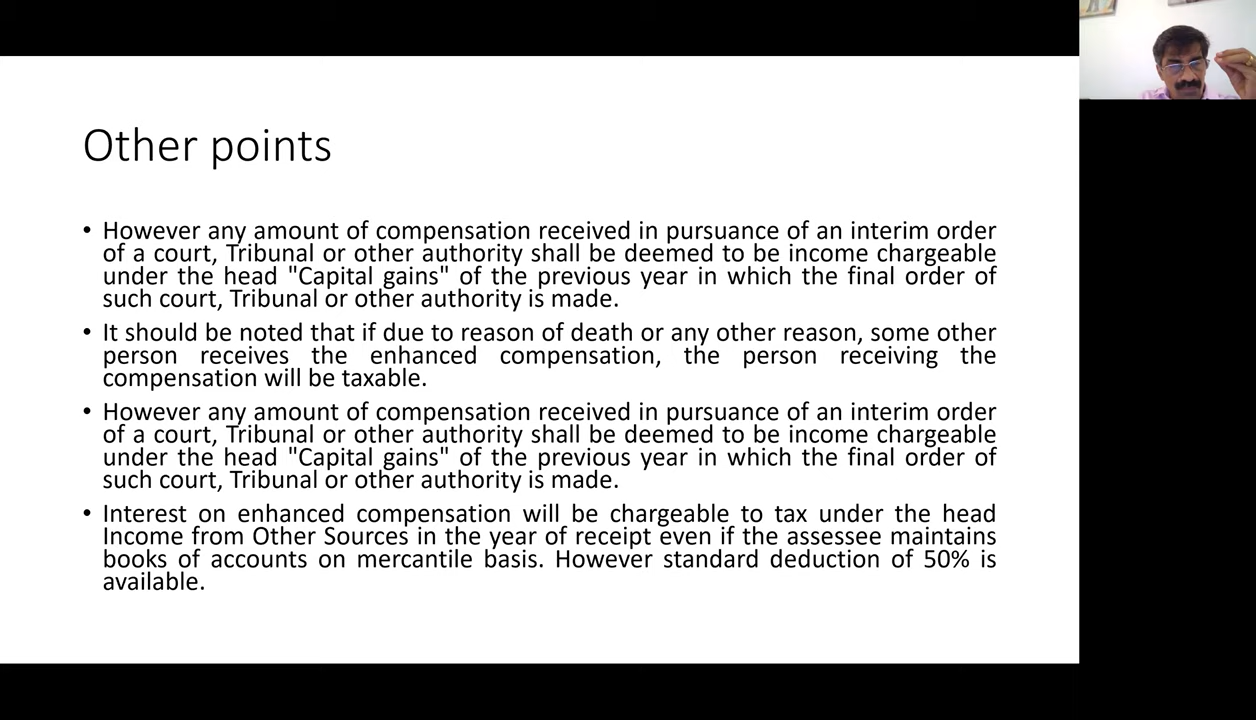 Other points
• However any amount of compensation received in pursuance of an interim order
of a court, Tribunal or other authority shall be deemed to be income chargeable
under the head "Capital gains" of the previous year in which the final order of
such court, Tribunal or other authority is made.
• It should be noted that if due to reason of death or any other reason, some other
person receives the enhanced compensation, the person receiving the
compensation will be taxable.
• However any amount of compensation received in pursuance of an interim order
of a court, Tribunal or other authority shall be deemed to be income chargeable
under the head "Capital gains" of the previous year in which the final order of
such court, Tribunal or other authority is made.
• Interest on enhanced compensation will be chargeable to tax under the head
Income from Other Sources in the year of receipt even if the assessee maintains
books of accounts on mercantile basis. However standard deduction of 50% is
available.